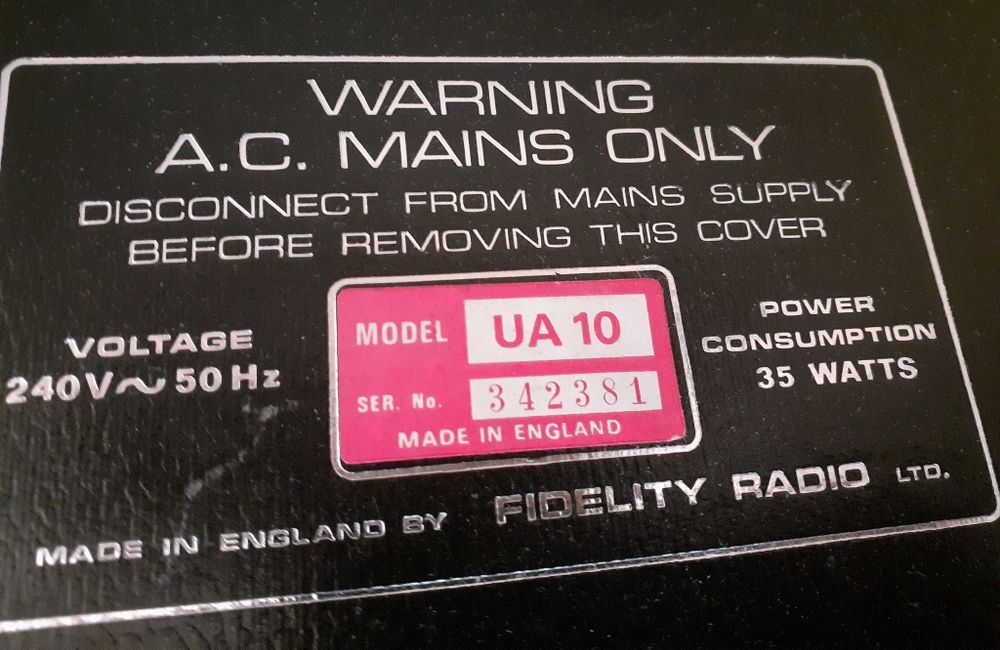 WARNING
A.C. MAINS ONLY
DISCONNECT FROM MAINS SUPPLY
BEFORE REMOVING THIS COVER
VOLTAGE
240V~50Hz
MODEL UA 10
SER. No. 342381
MADE IN ENGLAND
POWER
CONSUMPTION
35 WATTS
MADE IN ENGLAND BY FIDELITY RADIO LTD.